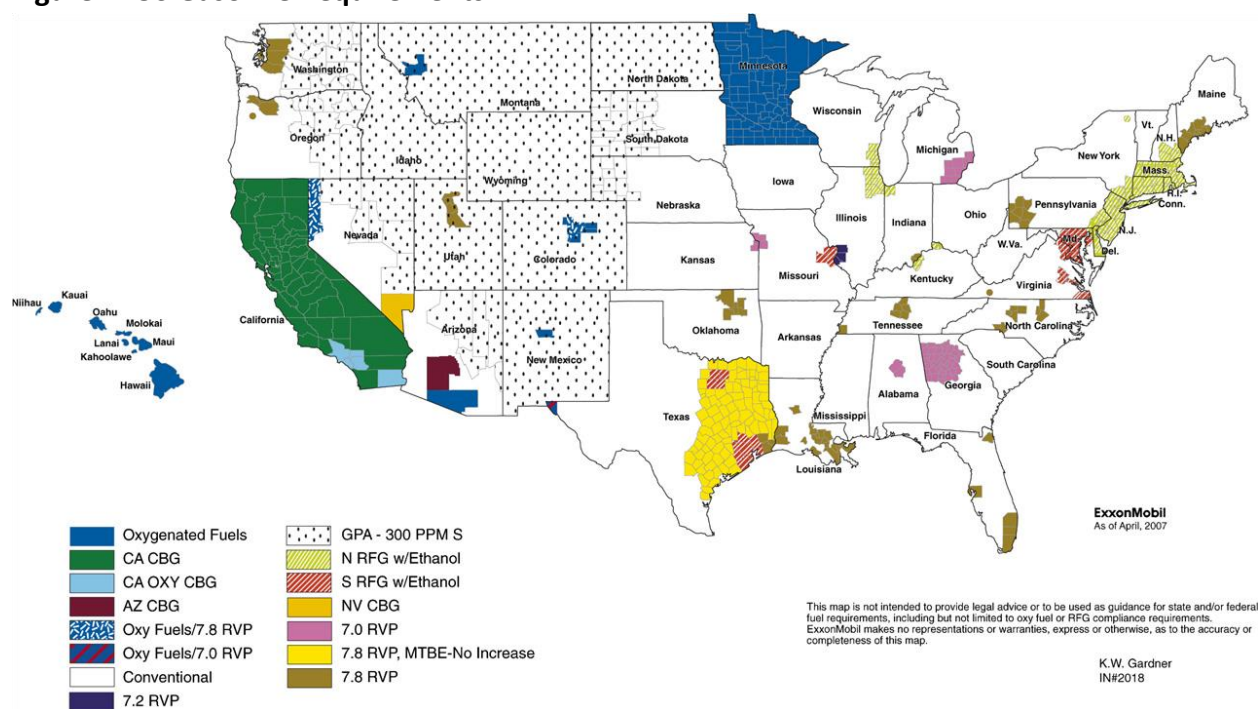 Washington
Montana
North Dakota
Minnesota
Oregon
Idaho
South Dakota
Wyoming
Wisconsin
Michigan
Maine
Vt.
N.H.
New York
Mass.
R.I.
Conn.
Iowa
Nebraska
Illinois
Indiana
Ohio
Pennsylvania
N.J.
Nevada
Utah
Colorado
Kansas
Missouri
W.Va.
Md.
Del.
Kentucky
Virginia
Niihau
Kauai
Oahu
Molokai
Lanai
Maui
Kahoolawe
Hawaii
California
Arizona
New Mexico
Oklahoma
Arkansas
Tennessee
North Carolina
South Carolina
Texas
Mississippi
Alabama
Georgia
Louisiana
Florida
Oxygenated Fuels
CA CBG
CA OXY CBG
AZ CBG
Oxy Fuels/7.8 RVP
Oxy Fuels/7.0 RVP
Conventional
7.2 RVP
GPA - 300 PPM S
N RFG w/Ethanol
S RFG w/Ethanol
NV CBG
7.0 RVP
7.8 RVP, MTBE-No Increase
7.8 RVP
ExxonMobil
As of April, 2007
This map is not intended to provide legal advice or to be used as guidance for state and/or federal
fuel requirements, including but not limited to oxy fuel or RFG compliance requirements.
ExxonMobil makes no representations or warranties, express or otherwise, as to the accuracy or
completeness of this map.
K.W. Gardner
IN#2018